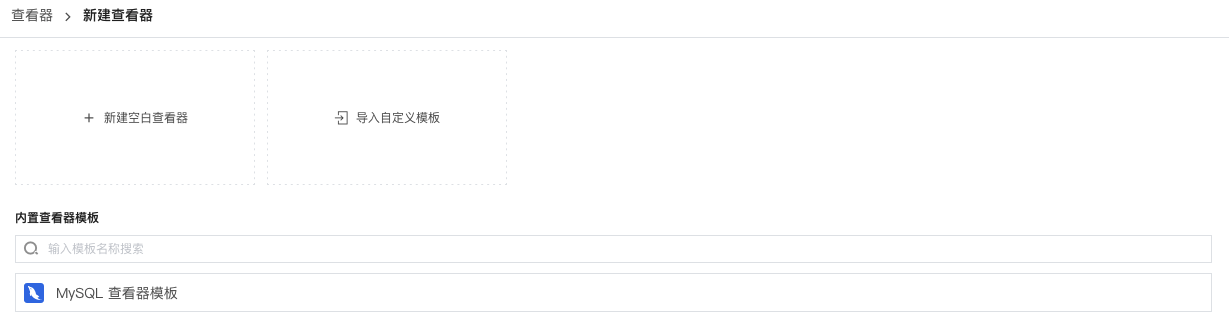 查看器 > 新建查看器
+ 新建空白查看器
导入自定义模板
内置查看器模板
输入模板名称搜索
MySQL 查看器模板